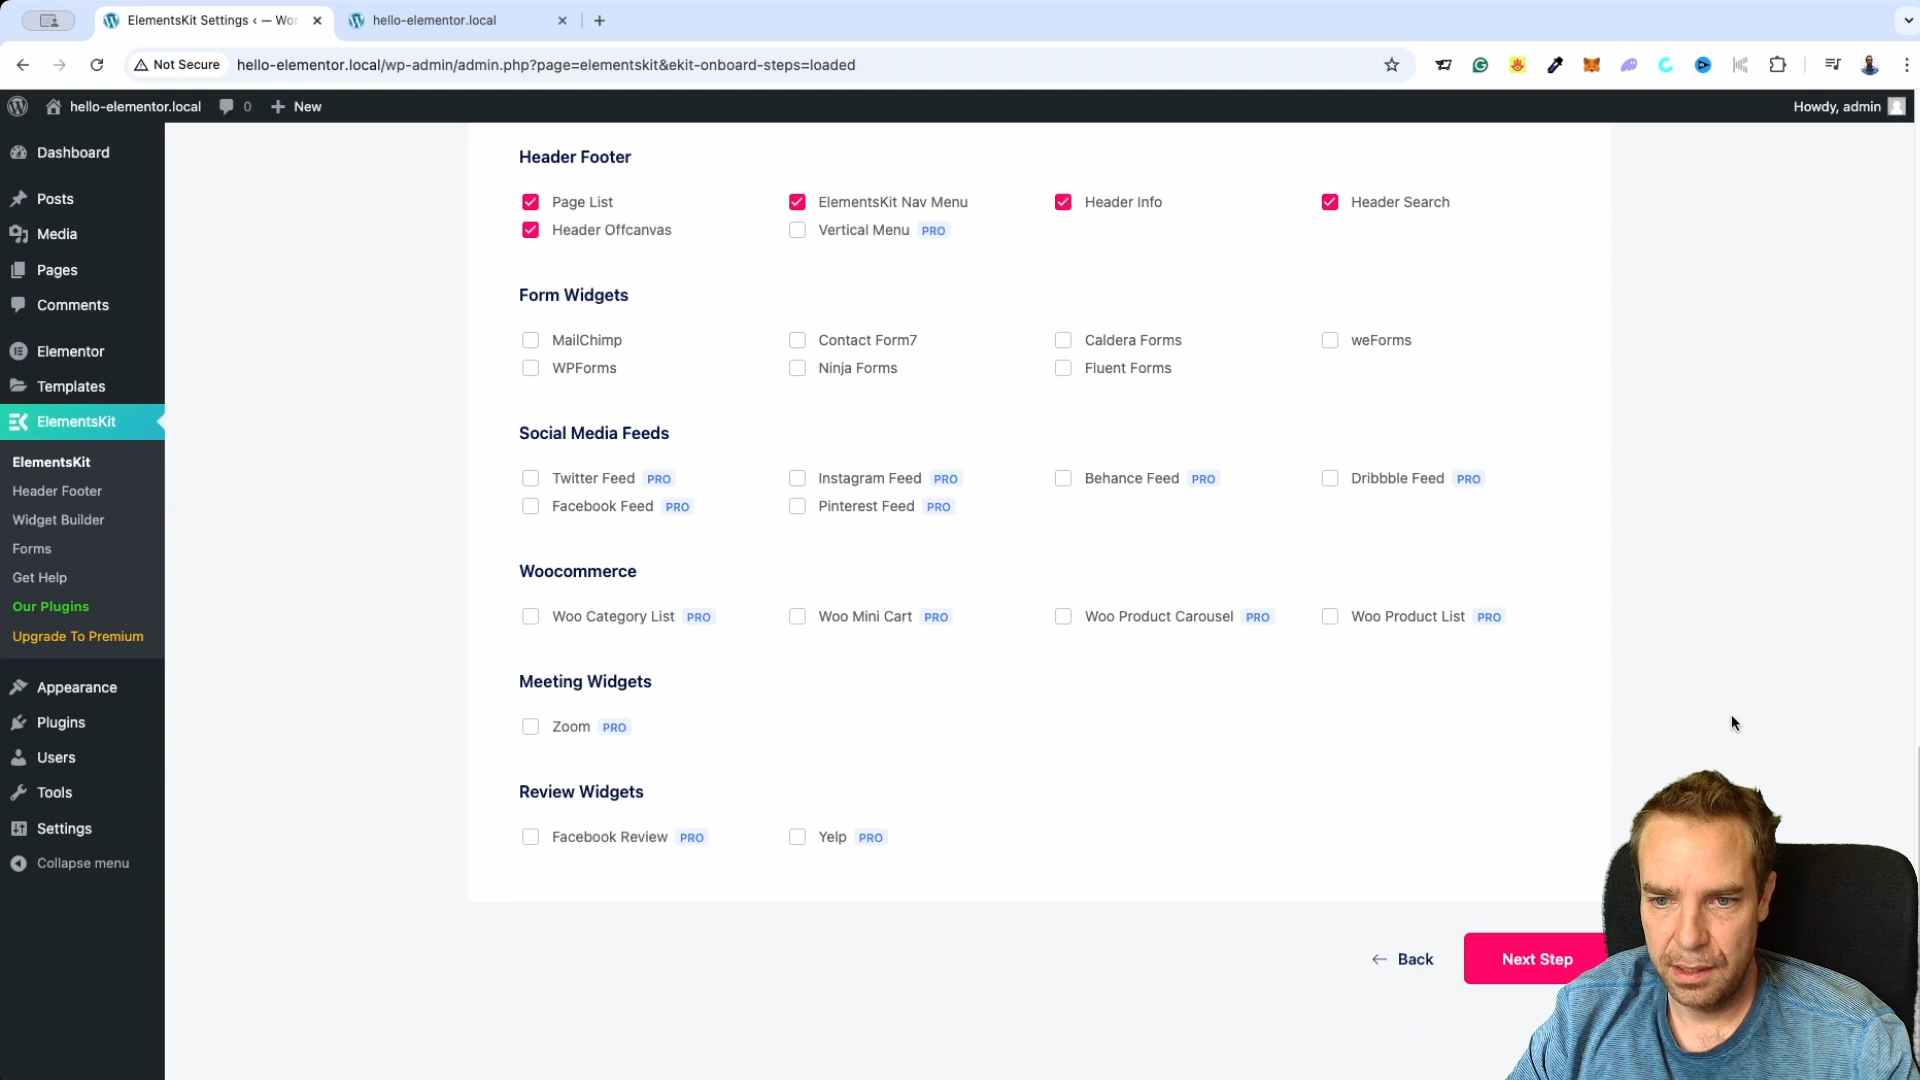 ElementsKit Settings ‹ — Wor
hello-elementor.local
Not Secure
hello-elementor.local/wp-admin/admin.php?page=elementskit&ekit-onboard-steps=loaded
hello-elementor.local
0
New
Howdy, admin
Dashboard
Posts
Media
Pages
Comments
Elementor
Templates
ElementsKit
ElementsKit
Header Footer
Widget Builder
Forms
Get Help
Our Plugins
Upgrade To Premium
Appearance
Plugins
Users
Tools
Settings
Collapse menu
Header Footer
Page List ElementsKit Nav Menu Header Info Header Search
Header Offcanvas Vertical Menu PRO
Form Widgets
MailChimp Contact Form7 Caldera Forms weForms
WPForms Ninja Forms Fluent Forms
Social Media Feeds
Twitter Feed PRO Instagram Feed PRO Behance Feed PRO Dribbble Feed PRO
Facebook Feed PRO Pinterest Feed PRO
Woocommerce
Woo Category List PRO Woo Mini Cart PRO Woo Product Carousel PRO Woo Product List PRO
Meeting Widgets
Zoom PRO
Review Widgets
Facebook Review PRO Yelp PRO
← Back Next Step